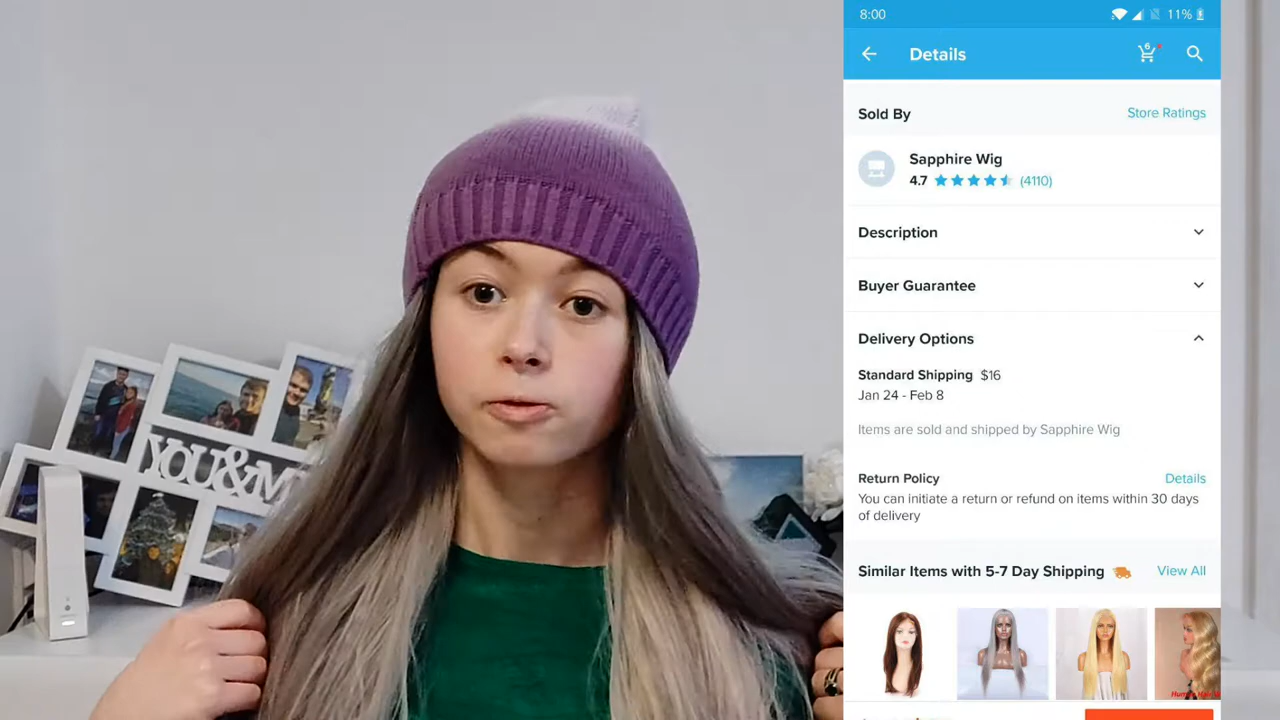 YOU&M
8:00
11%
Details
6
Sold By
Store Ratings
Sapphire Wig
4.7
(4110)
Description
Buyer Guarantee
Delivery Options
Standard Shipping $16
Jan 24 - Feb 8
Items are sold and shipped by Sapphire Wig
Return Policy
Details
You can initiate a return or refund on items within 30 days
of delivery
Similar Items with 5-7 Day Shipping
View All